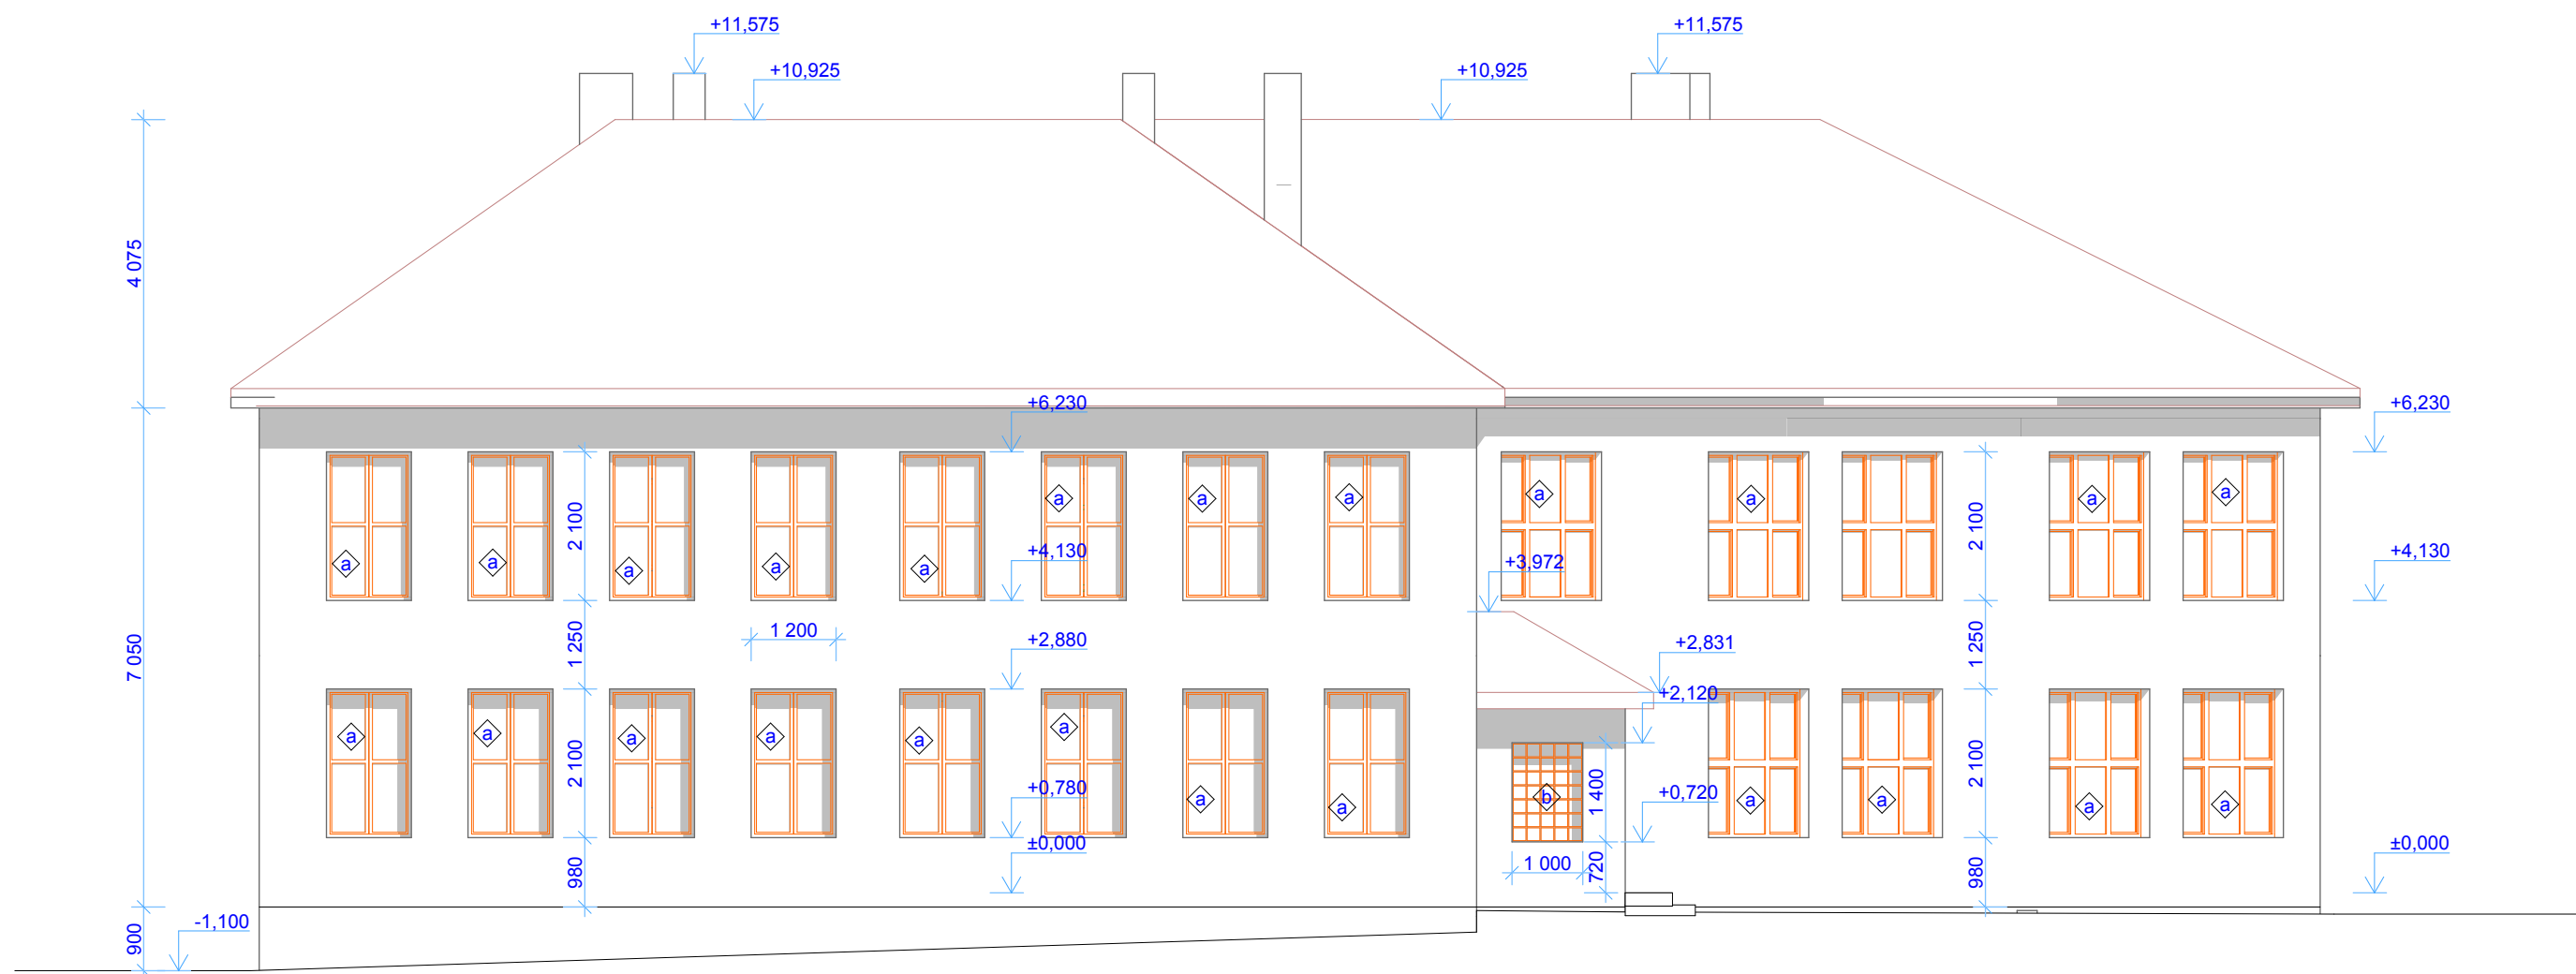 +11,575
+11,575
+10,925
+10,925
4 075
+6,230
+6,230
a
a
a
a
a
a
a
2 100
2 100
+4,130
+4,130
+3,972
a
a
a
a
a
1 200
1 250
1 250
7 050
+2,880
+2,831
+2,120
a
a
a
a
a
a
2 100
2 100
+0,780
1 400
+0,720
b
a
a
a
a
a
a
±0,000
±0,000
980
980
1 000
720
-1,100
900